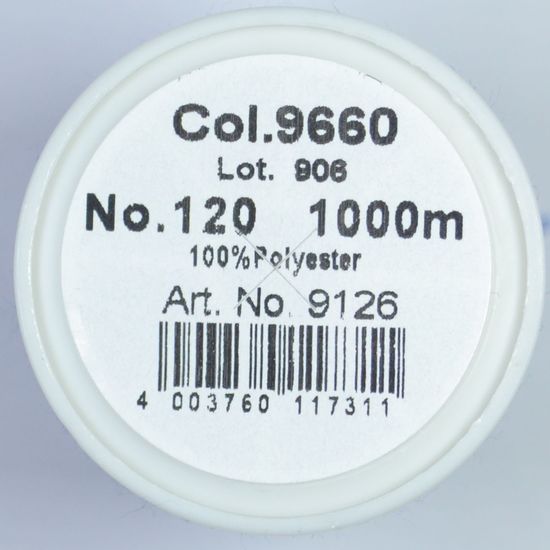 Col.9660
Lot. 906
No.120 1000m
100%Polyester
Art. No. 9126
4 003760 117311